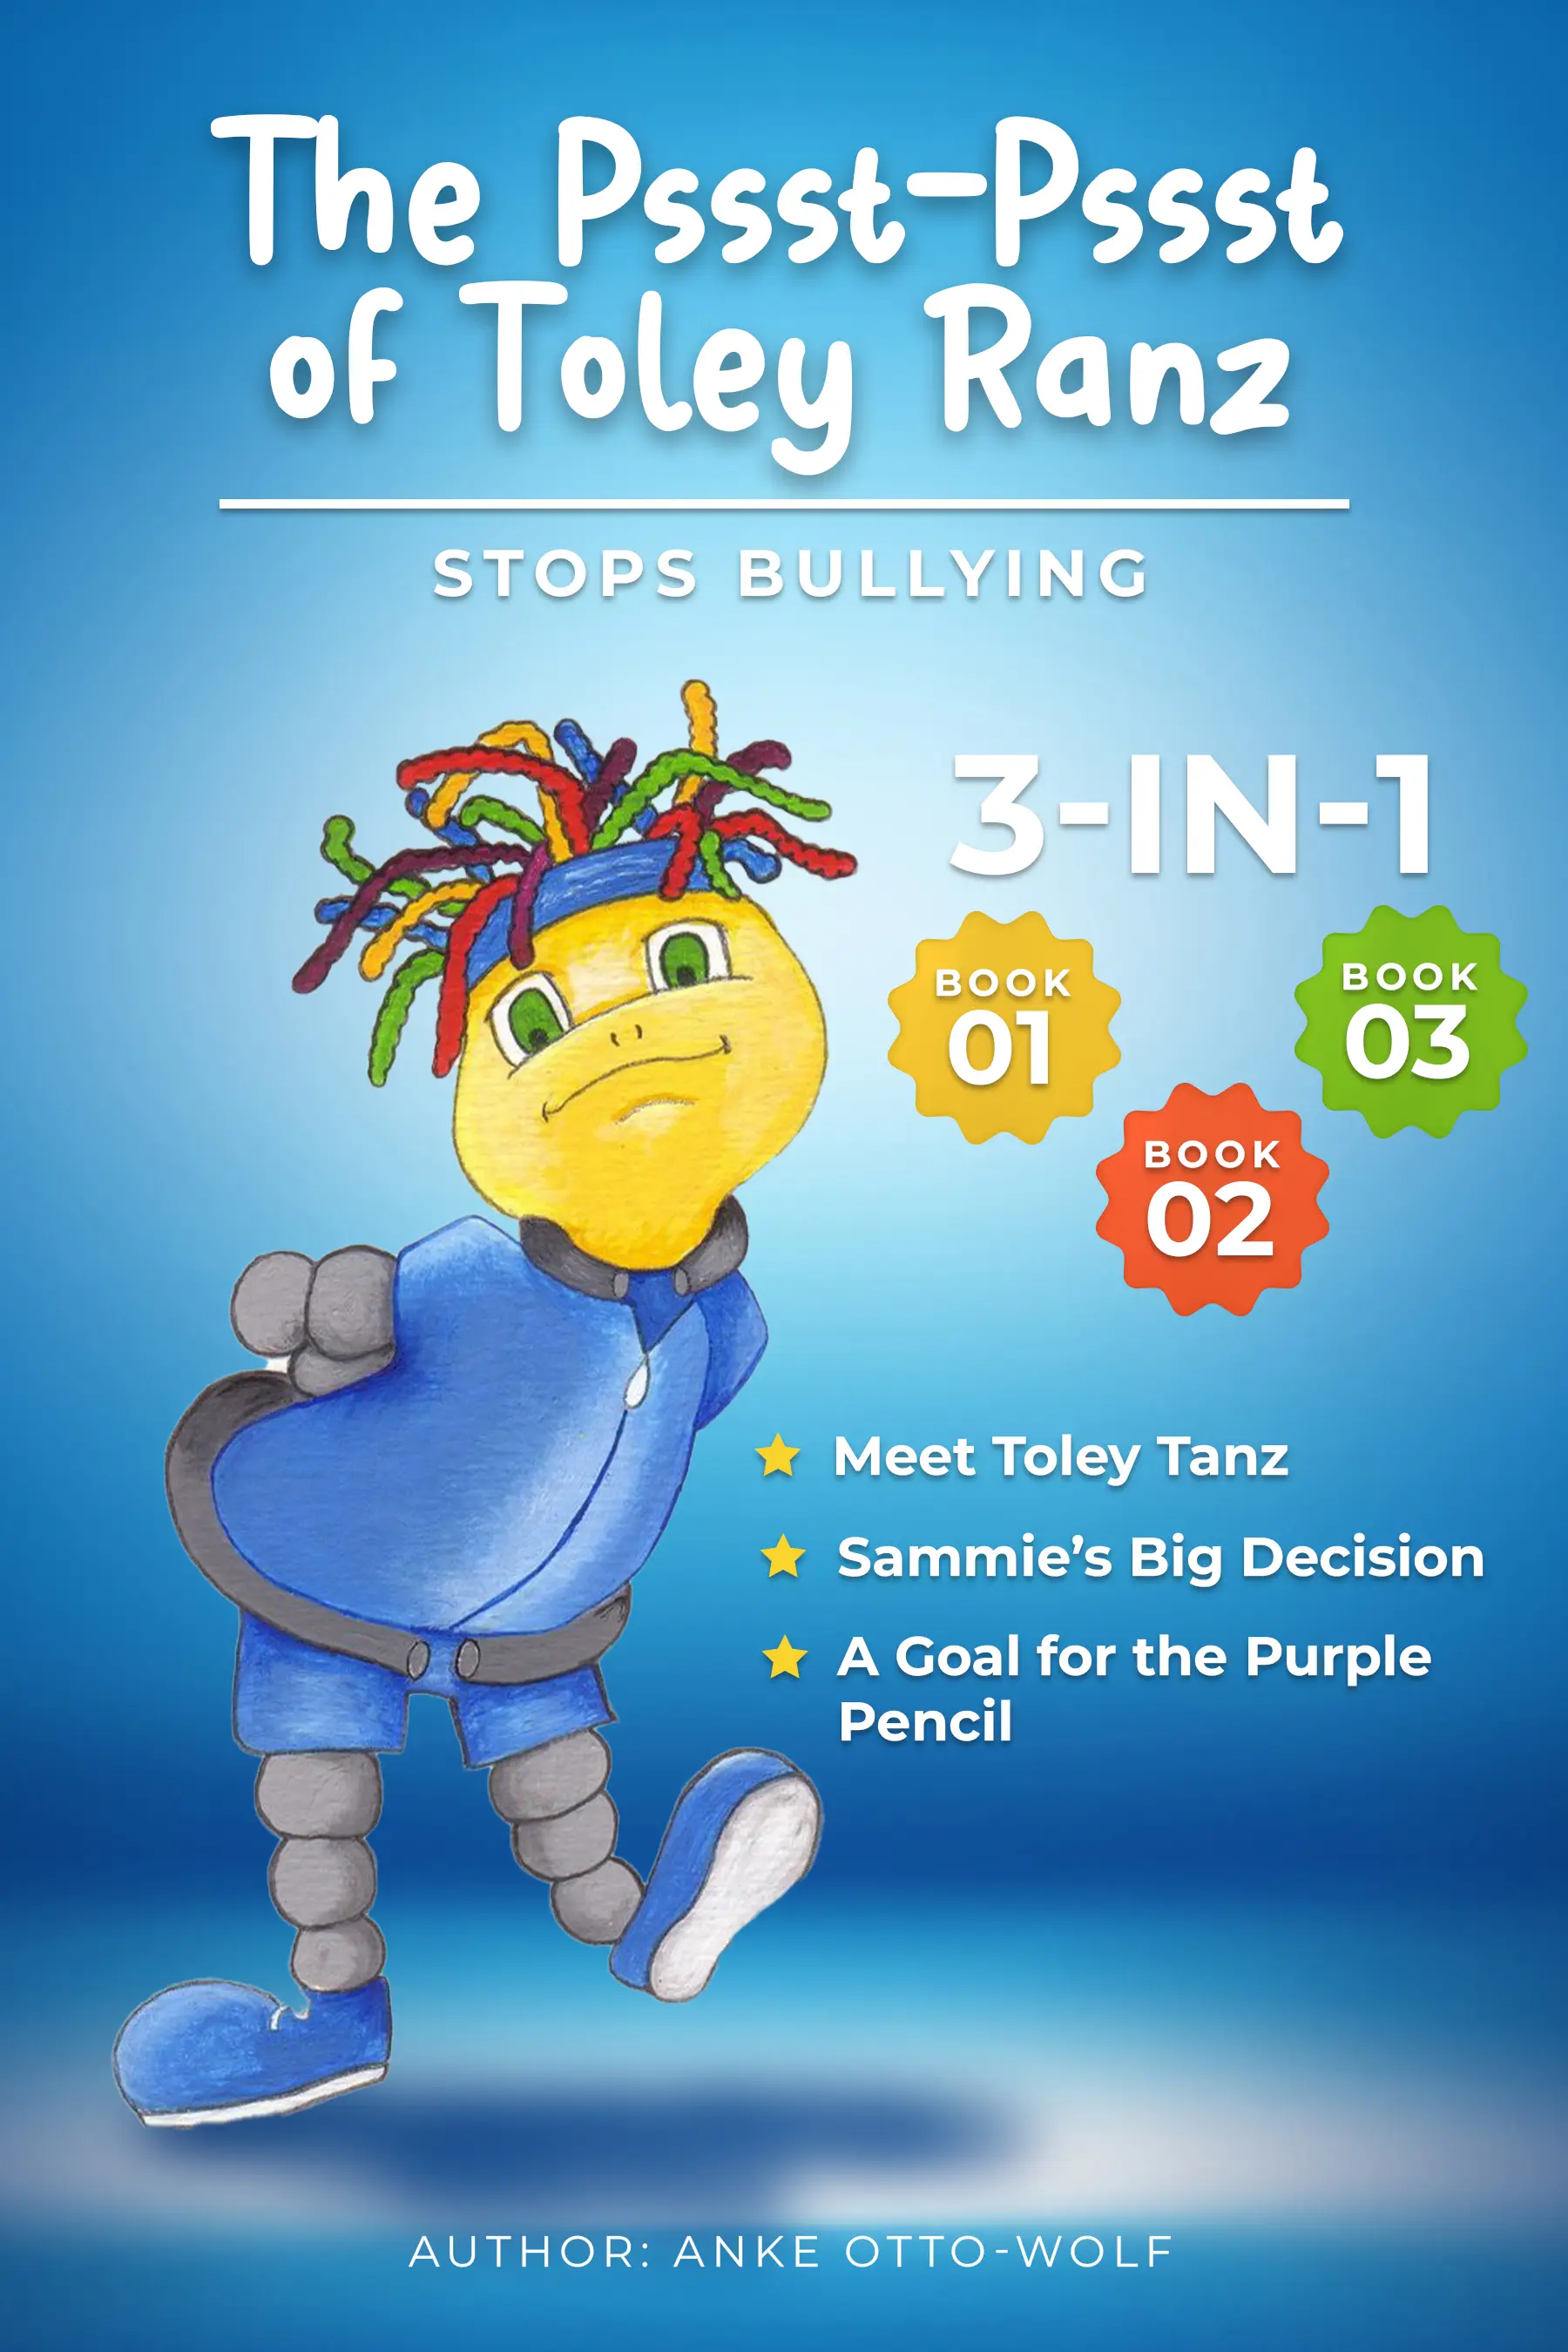 The Pssst-Pssst
of Toley Ranz
STOPS BULLYING
3-IN-1
BOOK
01
BOOK
02
BOOK
03
Meet Toley Tanz
Sammie's Big Decision
A Goal for the Purple
Pencil
AUTHOR: ANKE OTTO-WOLF